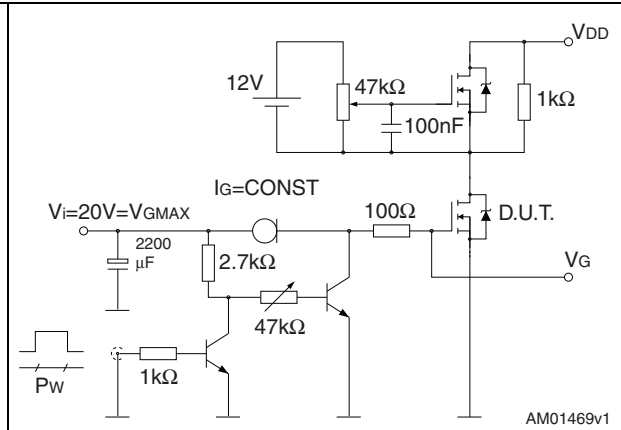 VDD
12V
47kΩ
1kΩ
100nF
IG=CONST
Vi=20V=VGMAX
100Ω
D.U.T.
2200
μF
2.7kΩ
VG
47kΩ
1kΩ
PW
AM01469v1